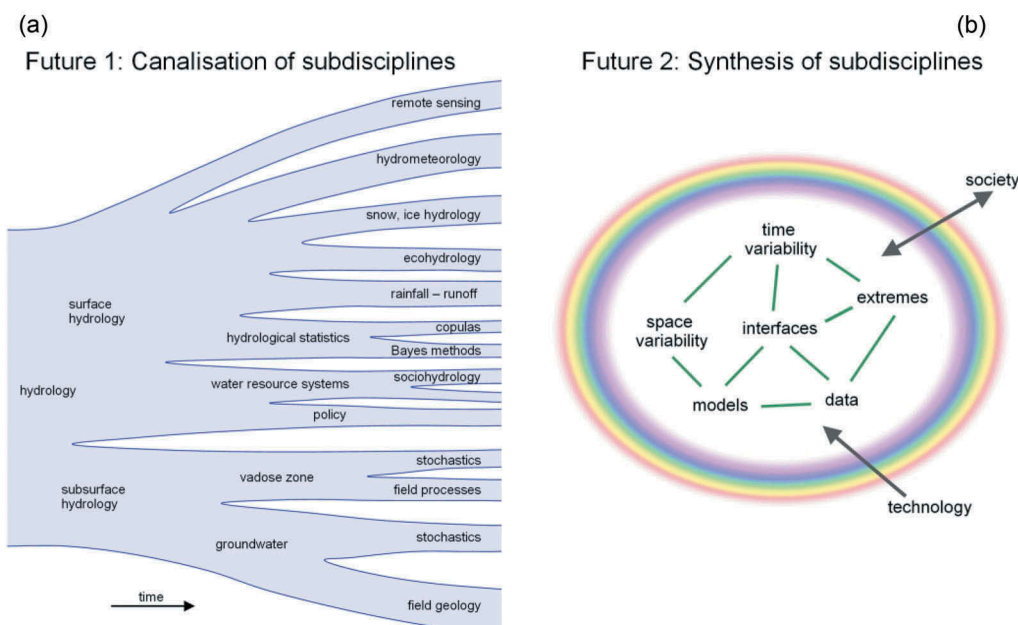 (a)
Future 1: Canalisation of subdisciplines
remote sensing
hydrometeorology
snow, ice hydrology
ecohydrology
rainfall – runoff
surface
hydrology
hydrological statistics
copulas
Bayes methods
hydrology
water resource systems
sociohydrology
policy
subsurface
hydrology
vadose zone
stochastics
field processes
groundwater
stochastics
field geology
time
(b)
Future 2: Synthesis of subdisciplines
society
time
variability
extremes
space
variability
interfaces
models
data
technology